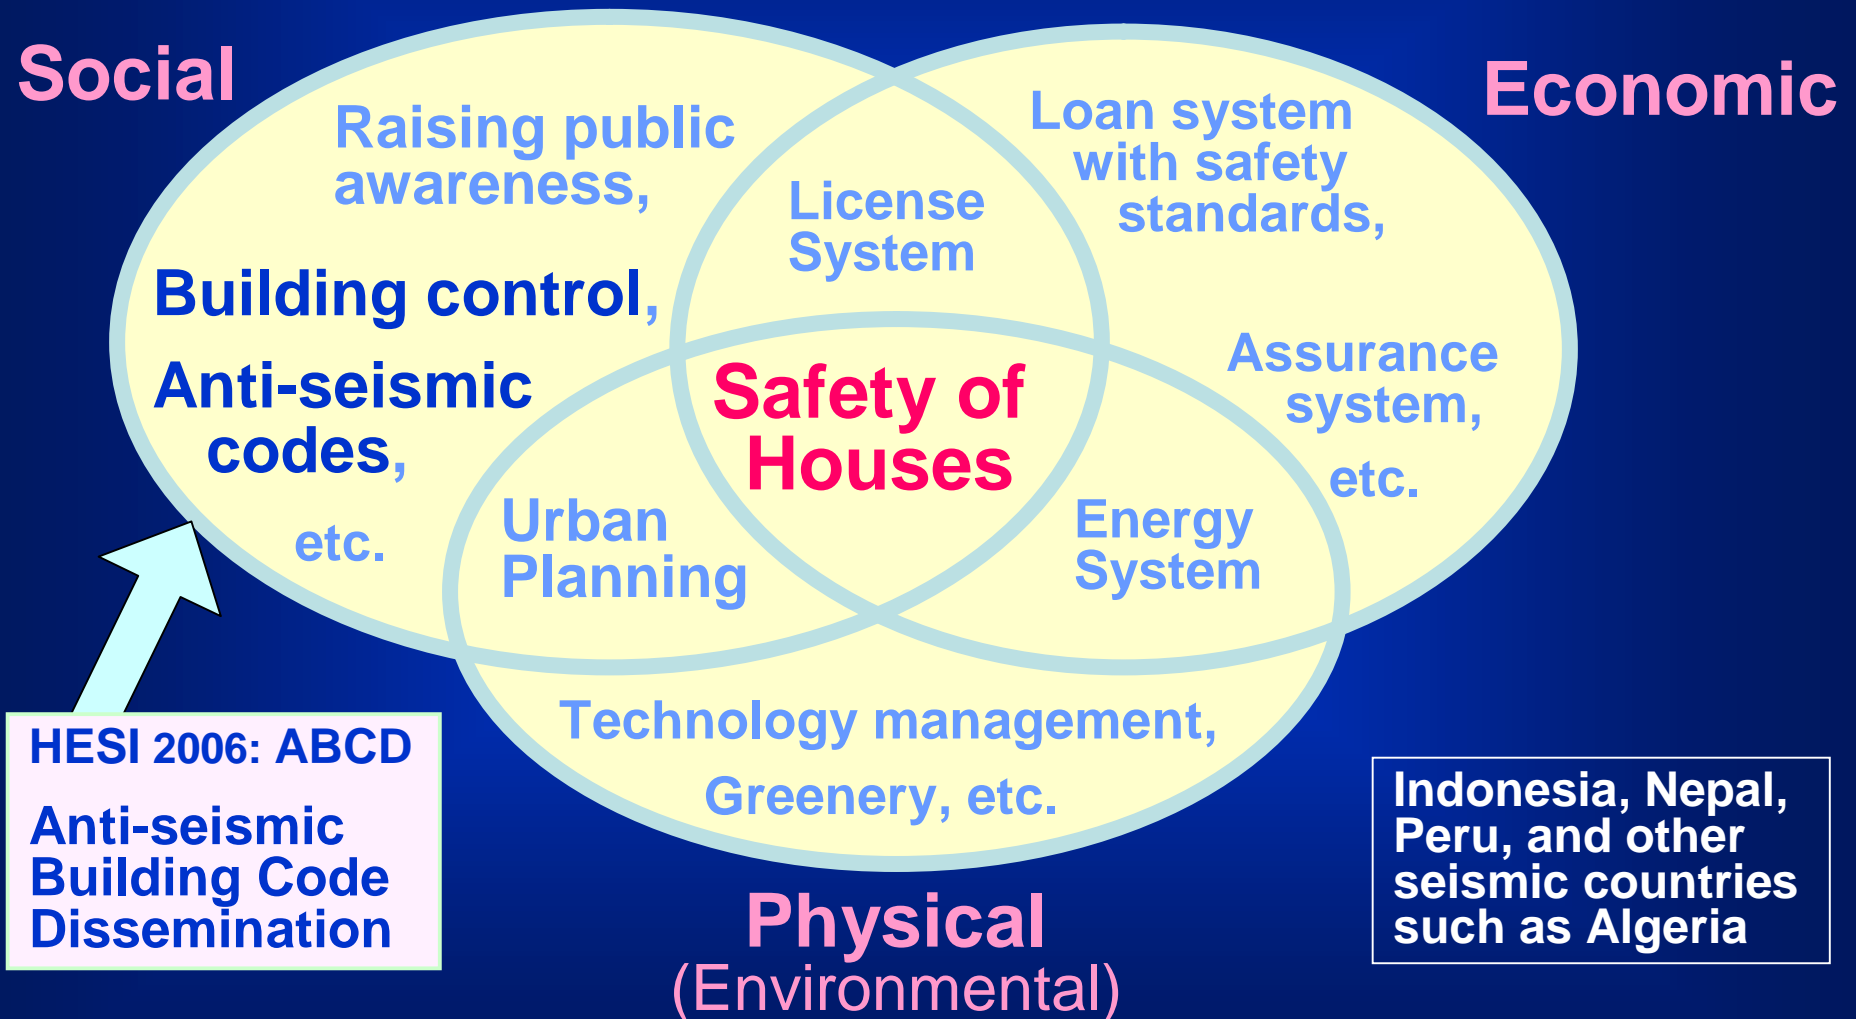 Social
Economic
Raising public
awareness,
Building control,
Anti-seismic
codes,
etc.
License
System
Loan system
with safety
standards,
Assurance
system,
etc.
Safety of
Houses
Urban
Planning
Energy
System
Technology management,
Greenery, etc.
Physical
(Environmental)
HESI 2006: ABCD
Anti-seismic
Building Code
Dissemination
Indonesia, Nepal,
Peru, and other
seismic countries
such as Algeria